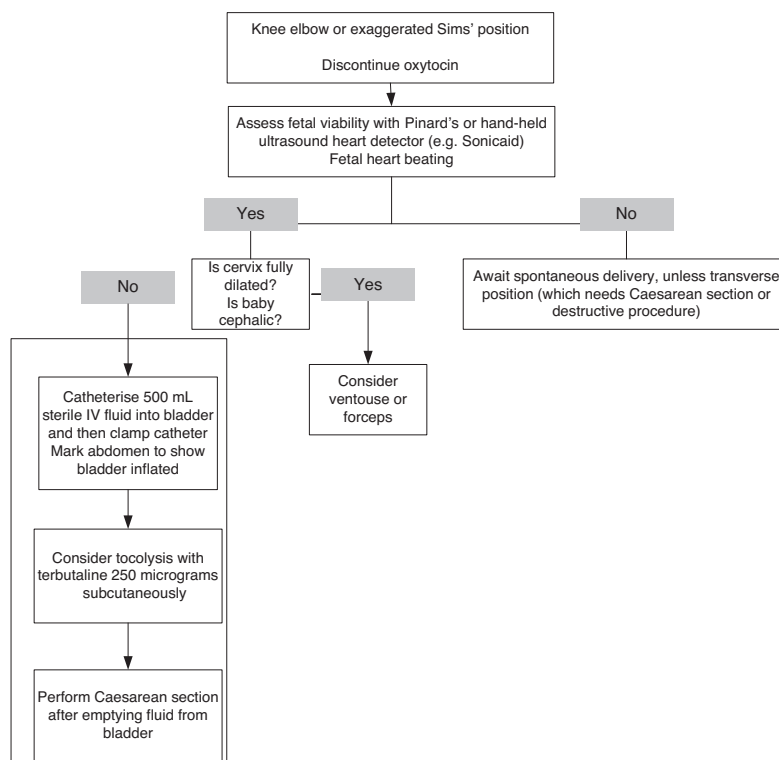 Knee elbow or exaggerated Sims' position
Discontinue oxytocin
Assess fetal viability with Pinard's or hand-held
ultrasound heart detector (e.g. Sonicaid)
Fetal heart beating
Yes
No
Is cervix fully
dilated?
Is baby
cephalic?
No
Yes
Await spontaneous delivery, unless transverse
position (which needs Caesarean section or
destructive procedure)
Consider
ventouse or
forceps
Catheterise 500 mL
sterile IV fluid into bladder
and then clamp catheter
Mark abdomen to show
bladder inflated
Consider tocolysis with
terbutaline 250 micrograms
subcutaneously
Perform Caesarean section
after emptying fluid from
bladder